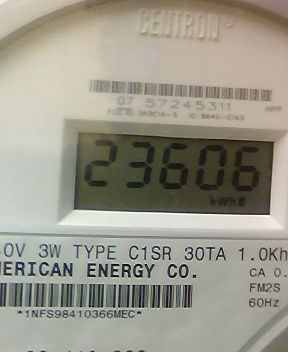 CENTRON
07 57245311
23606
kWh
40V 3W TYPE C1SR 30TA 1.0Kh
MERICAN ENERGY CO.
CA 0.
FM2S
60Hz
*1NFS98410366MEC*